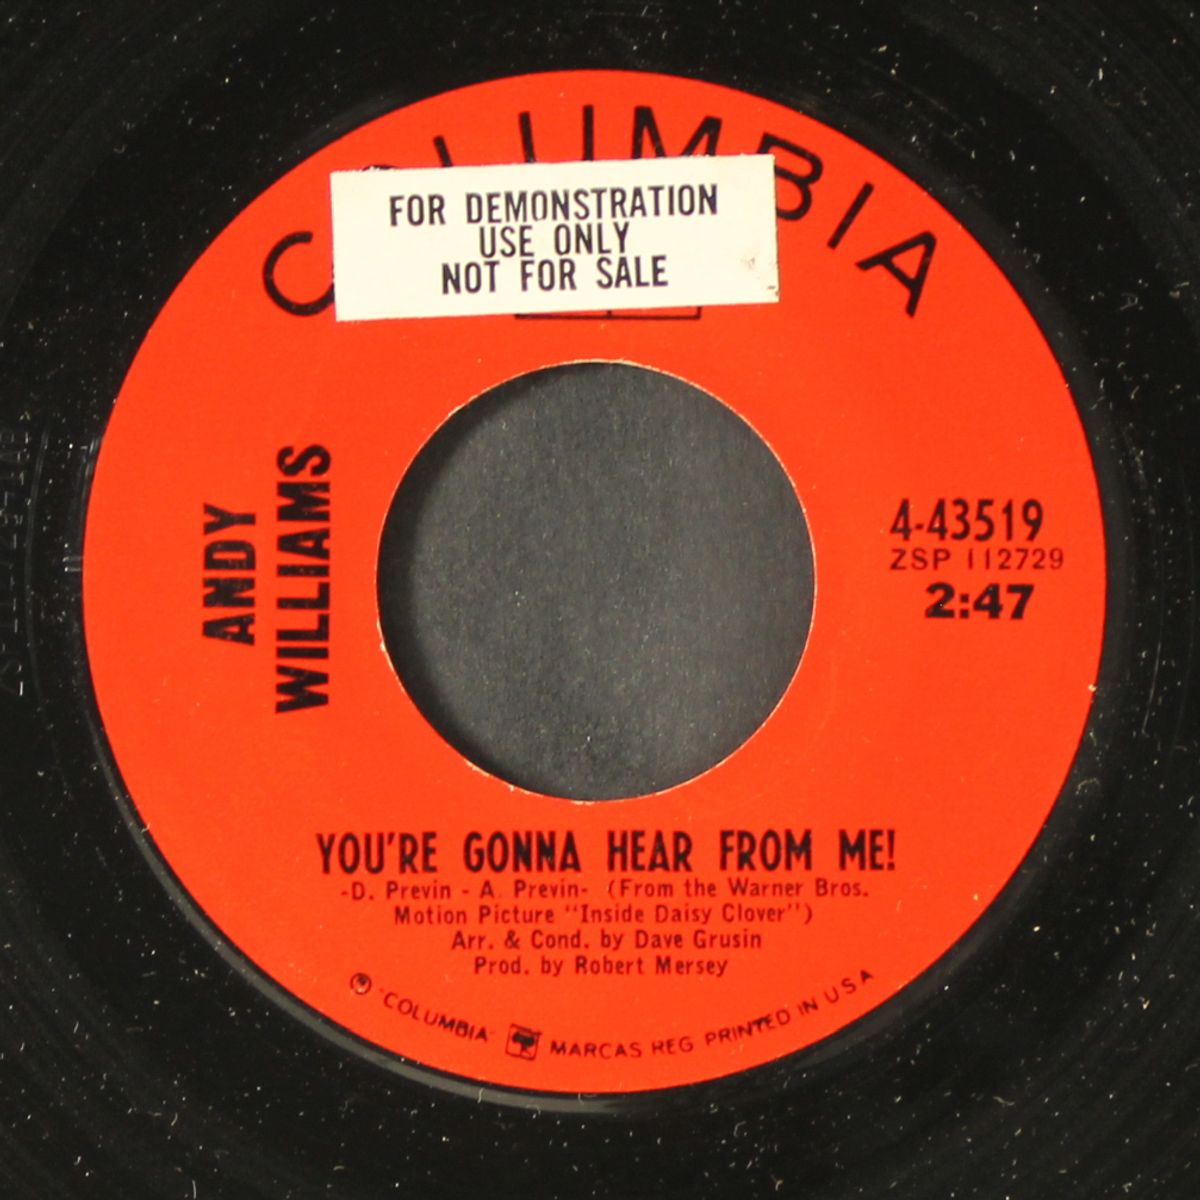 COLUMBIA
FOR DEMONSTRATION
USE ONLY
NOT FOR SALE
ANDY
WILLIAMS
4-43519
ZSP 112729
2:47
YOU'RE GONNA HEAR FROM ME!
-D. Previn - A. Previn- (From the Warner Bros.
Motion Picture "Inside Daisy Clover")
Arr. & Cond. by Dave Grusin
Prod. by Robert Mersey
Ⓟ "COLUMBIA" MARCAS REG PRINTED IN USA